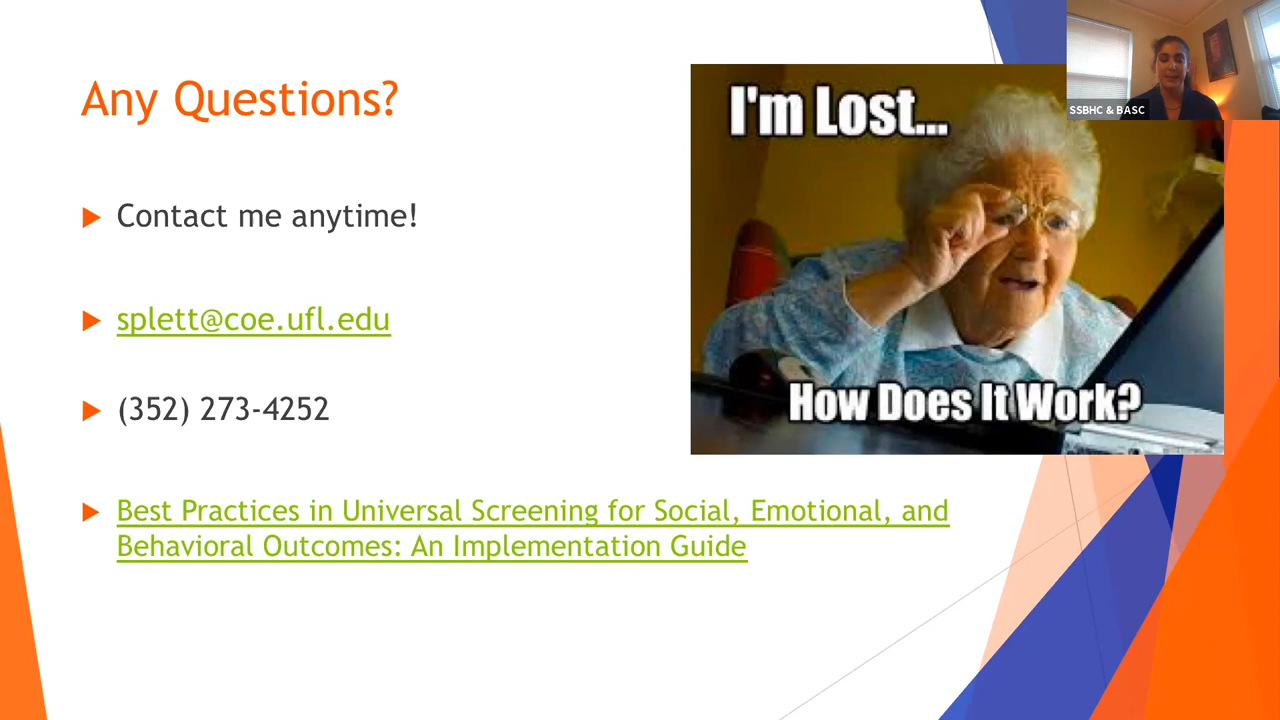 Any Questions?
Contact me anytime!
splett@coe.ufl.edu
(352) 273-4252
Best Practices in Universal Screening for Social, Emotional, and
Behavioral Outcomes: An Implementation Guide
I'm Lost...
How Does It Work?
SSBHC & BASC